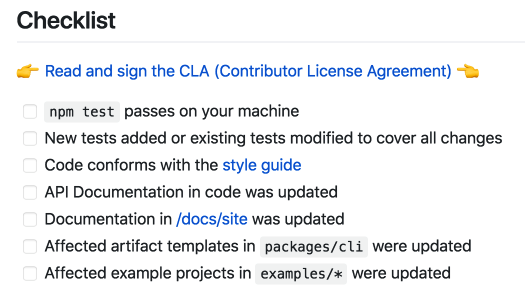 Checklist
👉 Read and sign the CLA (Contributor License Agreement) 👈
npm test passes on your machine
New tests added or existing tests modified to cover all changes
Code conforms with the style guide
API Documentation in code was updated
Documentation in /docs/site was updated
Affected artifact templates in packages/cli were updated
Affected example projects in examples/* were updated